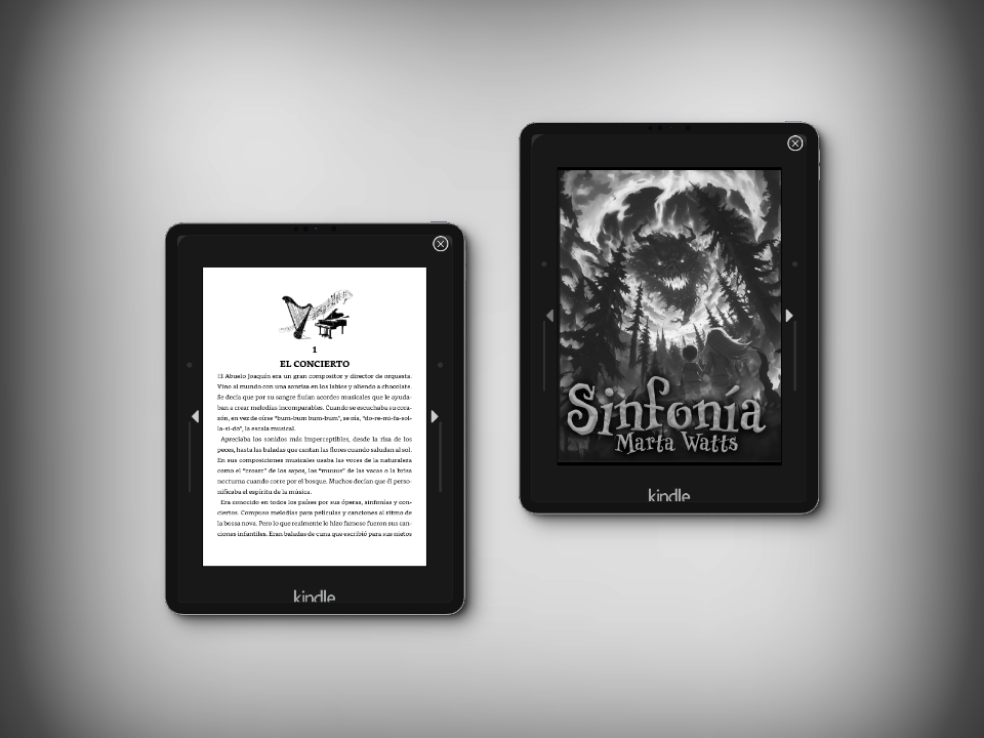 1
EL CONCIERTO
El Abuelo Joaquín era un gran compositor y director de orquesta.
Vino al mundo con una sonrisa en los labios y aliendo a chocolate.
Se decía que por su sangre fluían acordes musicales que le ayuda-
ban a crear melodías incomparables. Cuando se escuchaba su cora-
zón, en vez de oírse "bum-bum bum-bum", se oía, "do-re-mi-fa-sol-
la-si-do", la escala musical.
Apreciaba los sonidos más imperceptibles, desde la risa de los
peces, hasta las baladas que cantan las flores cuando saludan al sol.
En sus composiciones musicales usaba las voces de la naturaleza
como el "croar" de los sapos, los "muuus" de las vacas o la brisa
nocturna cuando corre por el bosque. Muchos decían que él perso-
nificaba el espíritu de la música.
Era conocido en todos los países por sus óperas, sinfonías y con-
ciertos. Compuso melodías para películas y canciones al ritmo de
la bossa nova. Pero lo que realmente lo hizo famoso fueron sus can-
ciones infantiles. Eran baladas de cuna que escribió para sus nietos
kindle
Sinfonía
Marta Watts
kindle